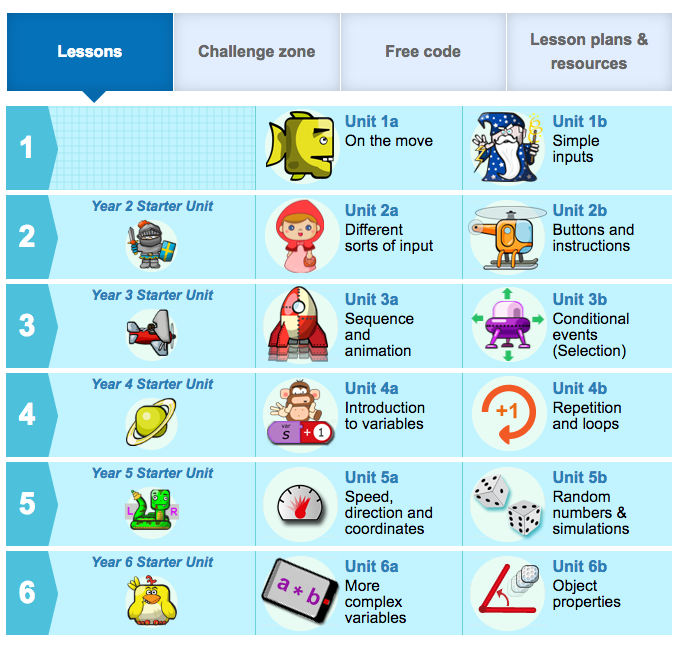 Lessons
Challenge zone
Free code
Lesson plans &
resources
1
Unit 1a
On the move
Unit 1b
Simple
inputs
2
Year 2 Starter Unit
Unit 2a
Different
sorts of input
Unit 2b
Buttons and
instructions
3
Year 3 Starter Unit
Unit 3a
Sequence
and
animation
Unit 3b
Conditional
events
(Selection)
4
Year 4 Starter Unit
var
s
+1
Unit 4a
Introduction
to variables
+1
Unit 4b
Repetition
and loops
5
Year 5 Starter Unit
L
R
Unit 5a
Speed,
direction and
coordinates
Unit 5b
Random
numbers &
simulations
6
Year 6 Starter Unit
a * b
Unit 6a
More
complex
variables
Unit 6b
Object
properties